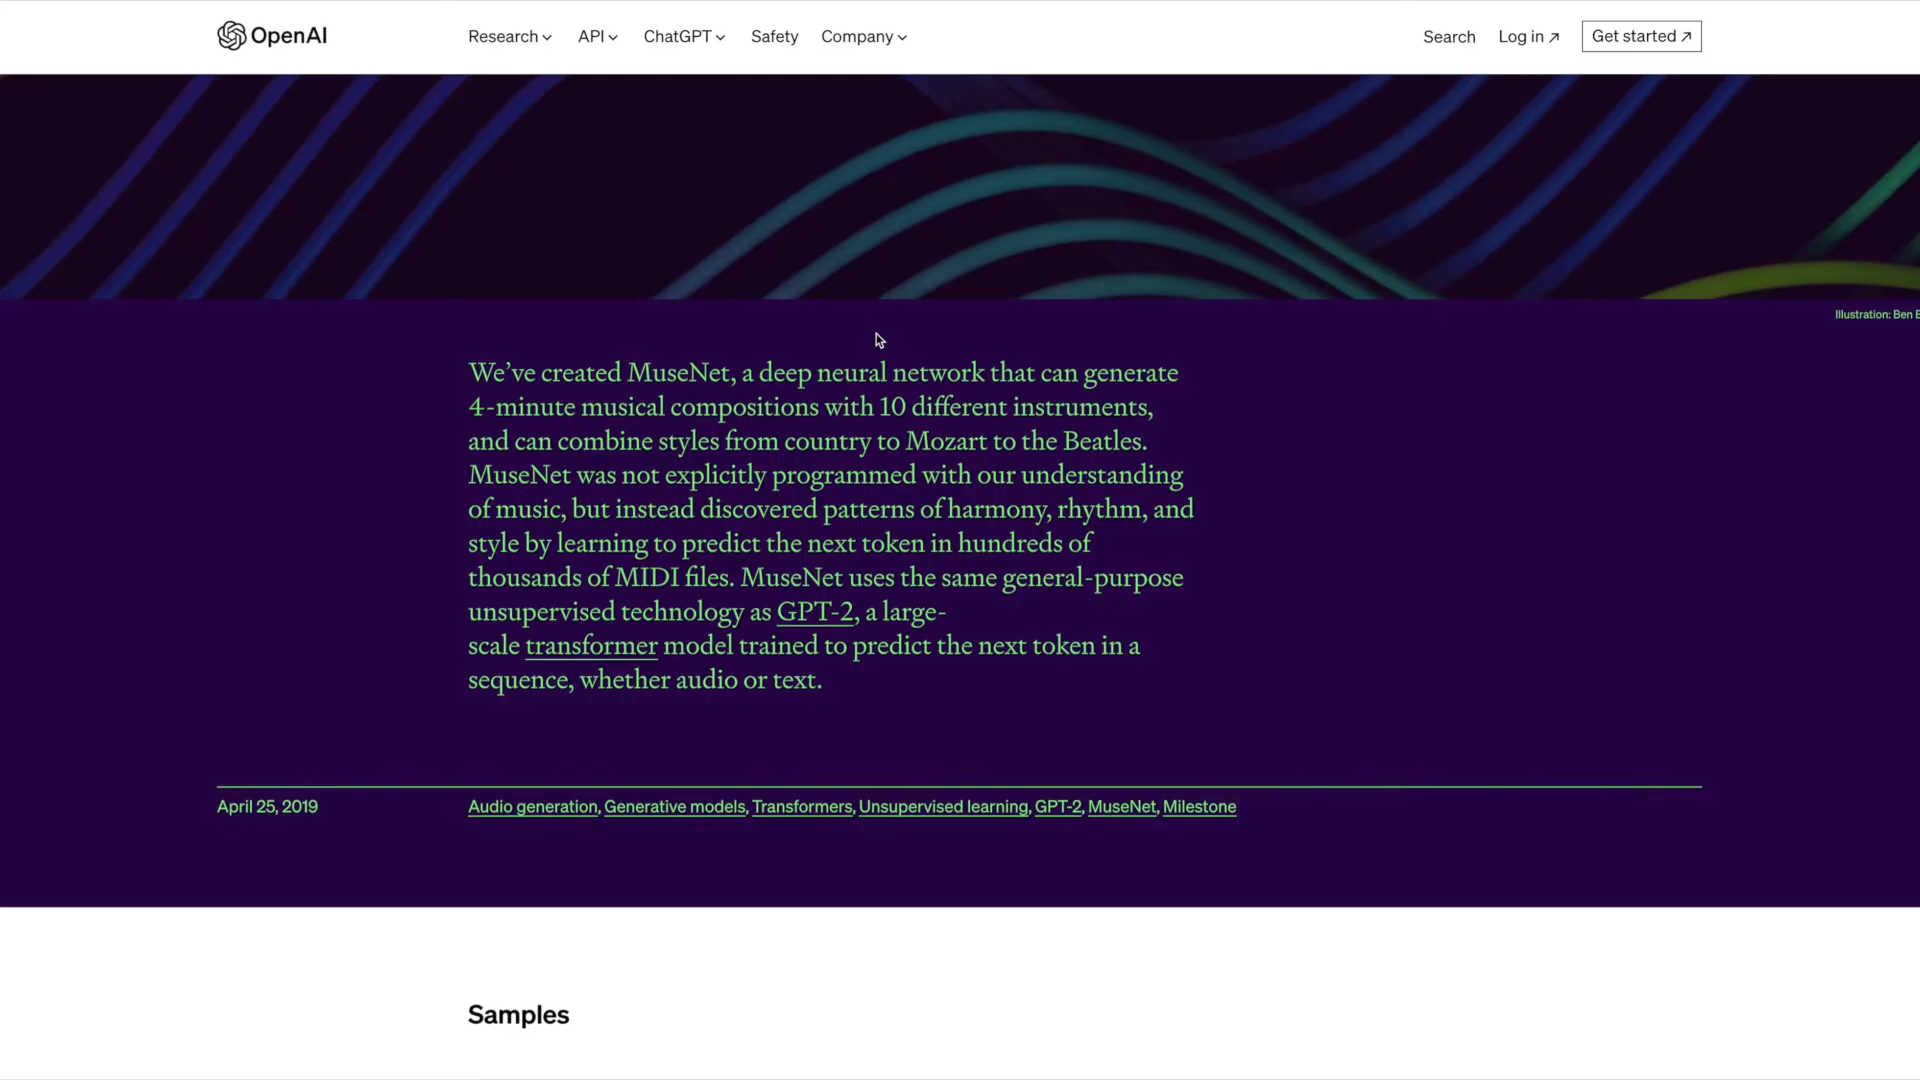 OpenAI
Research API ChatGPT Safety Company Search Log in ↗ Get started ↗
Illustration: Ben
We’ve created MuseNet, a deep neural network that can generate
4-minute musical compositions with 10 different instruments,
and can combine styles from country to Mozart to the Beatles.
MuseNet was not explicitly programmed with our understanding
of music, but instead discovered patterns of harmony, rhythm, and
style by learning to predict the next token in hundreds of
thousands of MIDI files. MuseNet uses the same general-purpose
unsupervised technology as GPT-2, a large-
scale transformer model trained to predict the next token in a
sequence, whether audio or text.
April 25, 2019
Audio generation, Generative models, Transformers, Unsupervised learning, GPT-2, MuseNet, Milestone
Samples